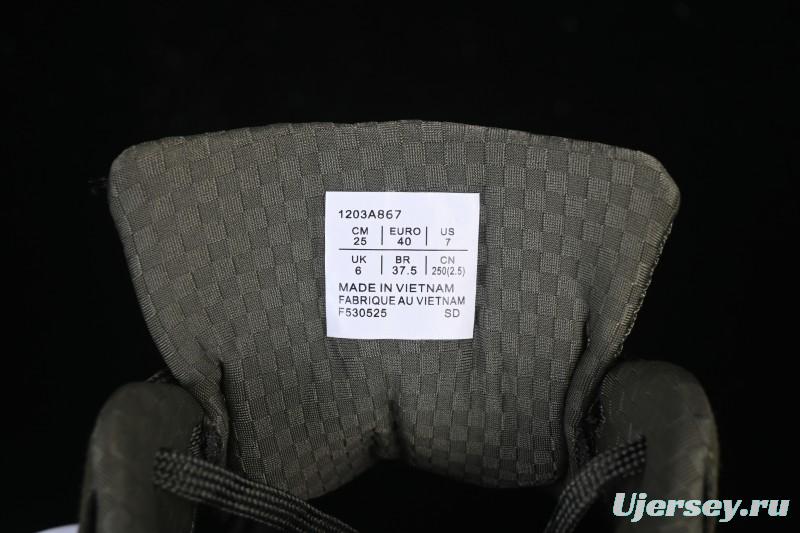 1203A867
CM EURO US
25 40 7
UK BR CN
6 37.5 250(2.5)
MADE IN VIETNAM
FABRIQUE AU VIETNAM
F530525 SD
Ujersey.ru